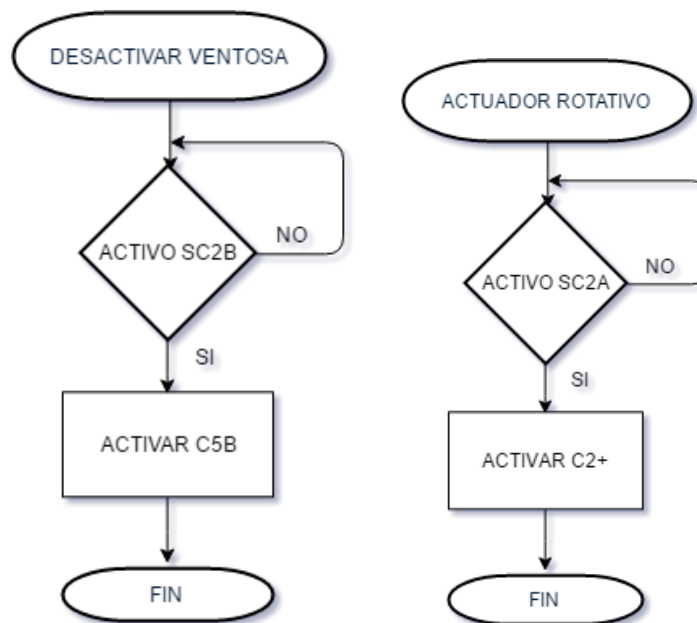 DESACTIVAR VENTOSA
ACTIVO SC2B
NO
SI
ACTIVAR C5B
FIN
ACTUADOR ROTATIVO
ACTIVO SC2A
NO
SI
ACTIVAR C2+
FIN